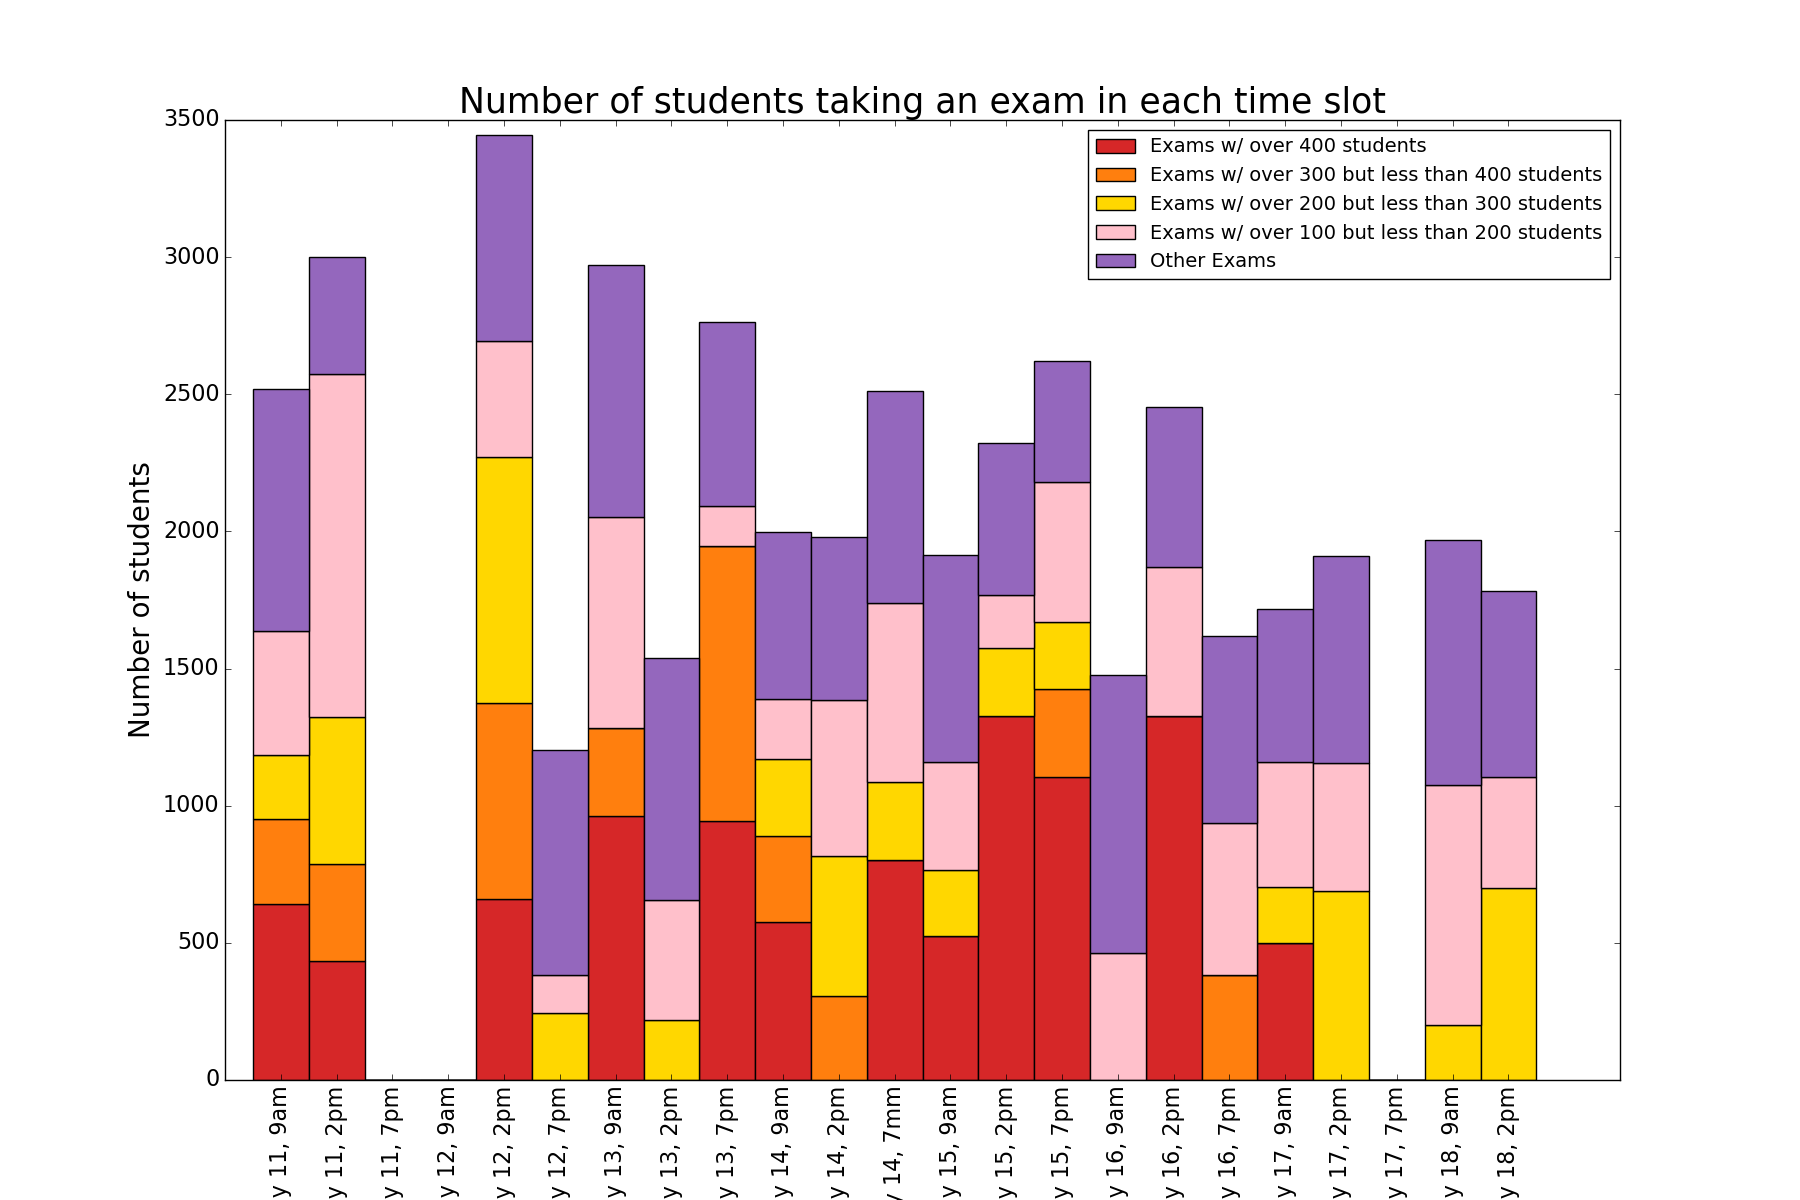 Number of students taking an exam in each time slot
Exams w/ over 400 students
Exams w/ over 300 but less than 400 students
Exams w/ over 200 but less than 300 students
Exams w/ over 100 but less than 200 students
Other Exams
Number of students
3500
3000
2500
2000
1500
1000
500
0
y 11, 9am
y 11, 2pm
y 11, 7pm
y 12, 9am
y 12, 2pm
y 12, 7pm
y 13, 9am
y 13, 2pm
y 13, 7pm
y 14, 9am
y 14, 2pm
y 14, 7mm
y 15, 9am
y 15, 2pm
y 15, 7pm
y 16, 9am
y 16, 2pm
y 16, 7pm
y 17, 9am
y 17, 2pm
y 17, 7pm
y 18, 9am
y 18, 2pm